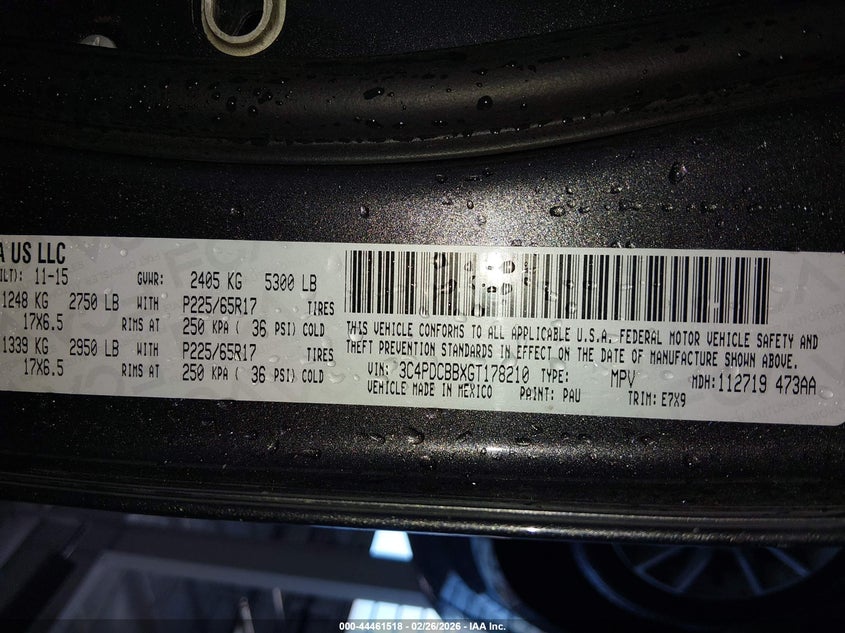 A US LLC
ILT): 11-15 GVWR: 2405 KG 5300 LB
1248 KG 2750 LB WITH P225/65R17 TIRES
17X6.5 RIMS AT 250 KPA ( 36 PSI) COLD
1339 KG 2950 LB WITH P225/65R17 TIRES
17X6.5 RIMS AT 250 KPA ( 36 PSI) COLD
THIS VEHICLE CONFORMS TO ALL APPLICABLE U.S.A. FEDERAL MOTOR VEHICLE SAFETY AND
THEFT PREVENTION STANDARDS IN EFFECT ON THE DATE OF MANUFACTURE SHOWN ABOVE.
VIN: 3C4PDCBBXGT178210 TYPE: MPV MDH: 112719 473AA
VEHICLE MADE IN MEXICO PAINT: PAU TRIM: E7X9
000-44461518 - 02/26/2026 - IAA Inc.